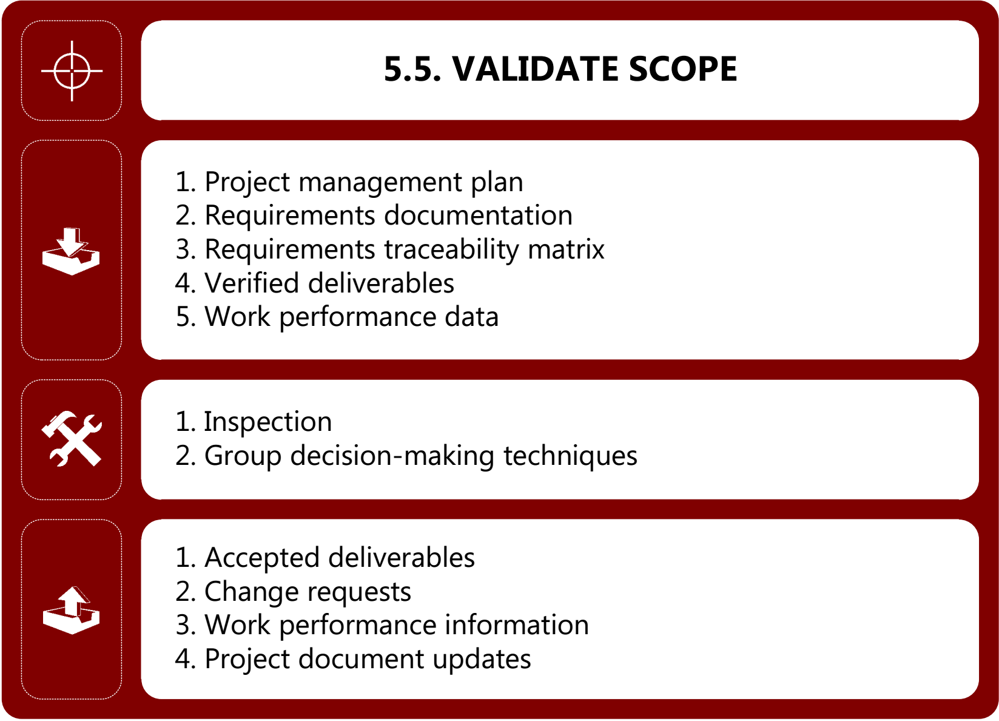 5.5. VALIDATE SCOPE
1. Project management plan
2. Requirements documentation
3. Requirements traceability matrix
4. Verified deliverables
5. Work performance data
1. Inspection
2. Group decision-making techniques
1. Accepted deliverables
2. Change requests
3. Work performance information
4. Project document updates